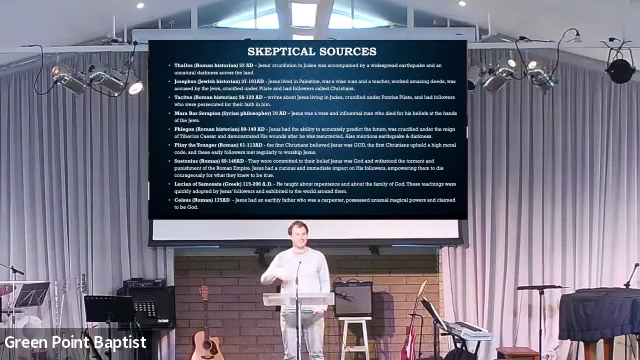 SKEPTICAL SOURCES
• Thallus (Roman historian) 52 AD – Jesus' crucifixion in Judea was accompanied by a widespread earthquake and an
unnatural darkness across the land
• Josephus (Jewish historian) 37-101AD - Jesus lived in Palestine, was a wise man and a teacher, worked amazing deeds, was
accused by the Jews, crucified under Pilate and had followers called Christians.
• Tacitus (Roman historian) 56-120 AD – writes about Jesus living in Judea, crucified under Pontius Pilate, and had followers
who were persecuted for their faith in him.
• Mara Bar-Serapion (Syrian philosopher) 70 AD – Jesus was a wise and influential man who died for his beliefs at the hands
of the Jews.
• Phlegon (Roman historian) 80-140 AD - Jesus had the ability to accurately predict the future, was crucified under the reign
of Tiberius Caesar and demonstrated His wounds after he was resurrected. Also mentions earthquake & darkness.
• Pliny the Younger (Roman) 61-113AD - the first Christians believed Jesus was GOD, the first Christians upheld a high moral
code, and these early followers met regularly to worship Jesus.
• Suetonius (Roman) 69-140AD - They were committed to their belief Jesus was God and withstood the torment and
punishment of the Roman Empire. Jesus had a curious and immediate impact on His followers, empowering them to die
courageously for what they knew to be true.
• Lucian of Samosata (Greek) 115-200 A.D. - He taught about repentance and about the family of God. These teachings were
quickly adopted by Jesus' followers and exhibited to the world around them.
• Celsus (Roman) 175AD - Jesus had an earthly father who was a carpenter, possessed unusual magical powers and claimed
to be God.
Green Point Baptist